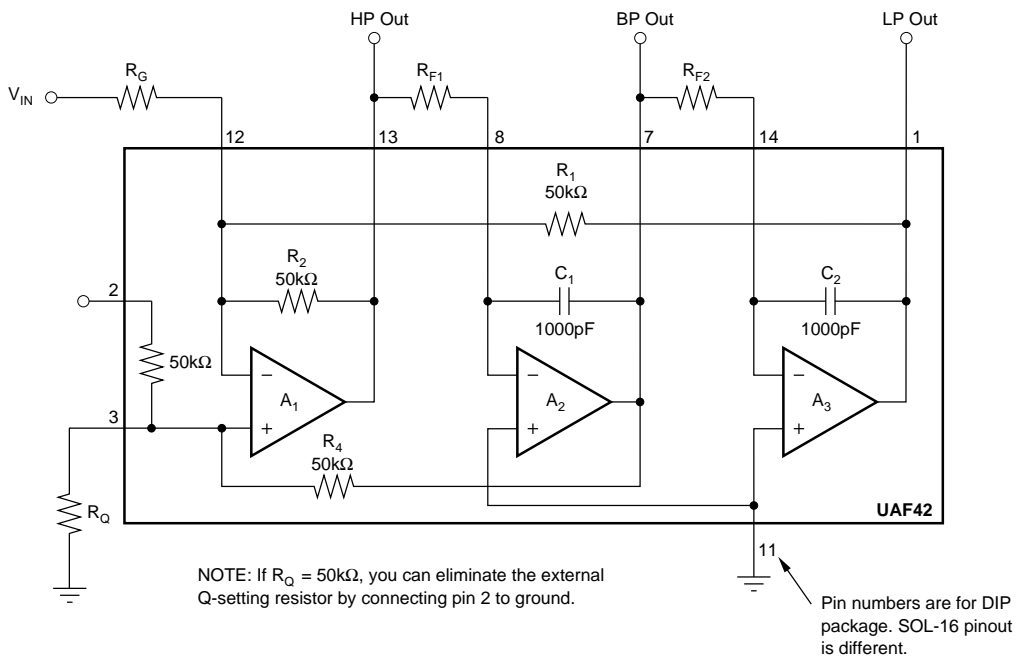 HP Out
BP Out
LP Out
R_G
R_F1
R_F2
V_IN
12
13
8
7
14
1
R_1
50kΩ
R_2
50kΩ
C_1
1000pF
C_2
1000pF
2
50kΩ
A_1
A_2
A_3
3
R_4
50kΩ
R_Q
UAF42
11
NOTE: If R_Q = 50kΩ, you can eliminate the external
Q-setting resistor by connecting pin 2 to ground.
Pin numbers are for DIP
package. SOL-16 pinout
is different.